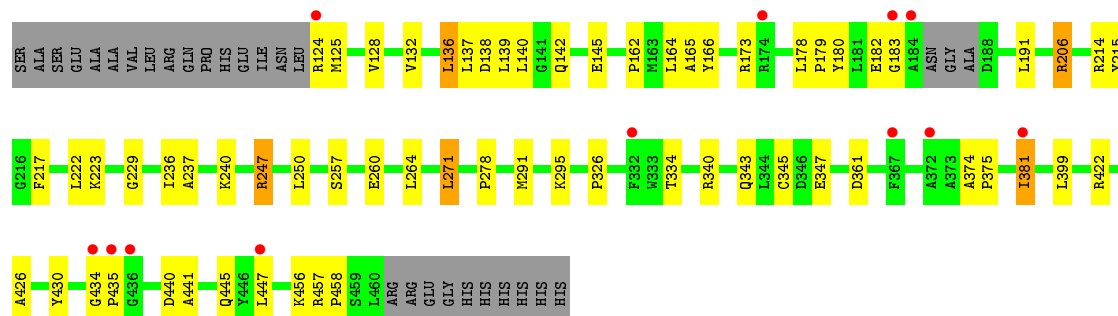 SER ALA SER GLU ALA ALA VAL LEU ARG GLN PRO HIS GLU ILE ASN LEU R124 M125 V128 V132 L136 L137 D138 L139 L140 G141 Q142 E145 P162 M163 L164 A165 Y166 R173 R174 L178 P179 Y180 L181 E182 G183 A184 ASN GLY ALA D188 L191 R206 R214 Y215
G216 F217 L222 K223 G229 I236 A237 K240 R247 L250 S257 E260 L264 L271 P278 M291 K295 P326 F332 W333 T334 R340 Q343 L344 C345 D346 E347 D361 F367 A372 A373 A374 P375 I381 L399 R422
A426 Y430 G434 P435 G436 D440 A441 Q445 Y446 L447 K456 R457 P458 S459 L460 ARG ARG GLU GLY HIS HIS HIS HIS HIS HIS